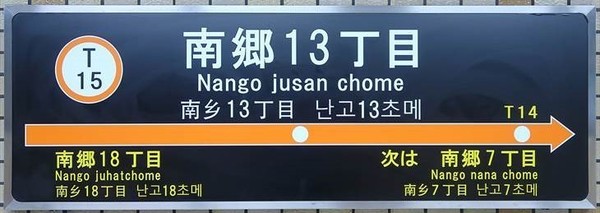 T
15
南郷13丁目
Nango jusan chome
南乡13丁目 난고13초메
T14
南郷18丁目
Nango juhatchome
南乡18丁目 난고18초메
次は 南郷7丁目
Nango nana chome
南乡7丁目 난고7초메